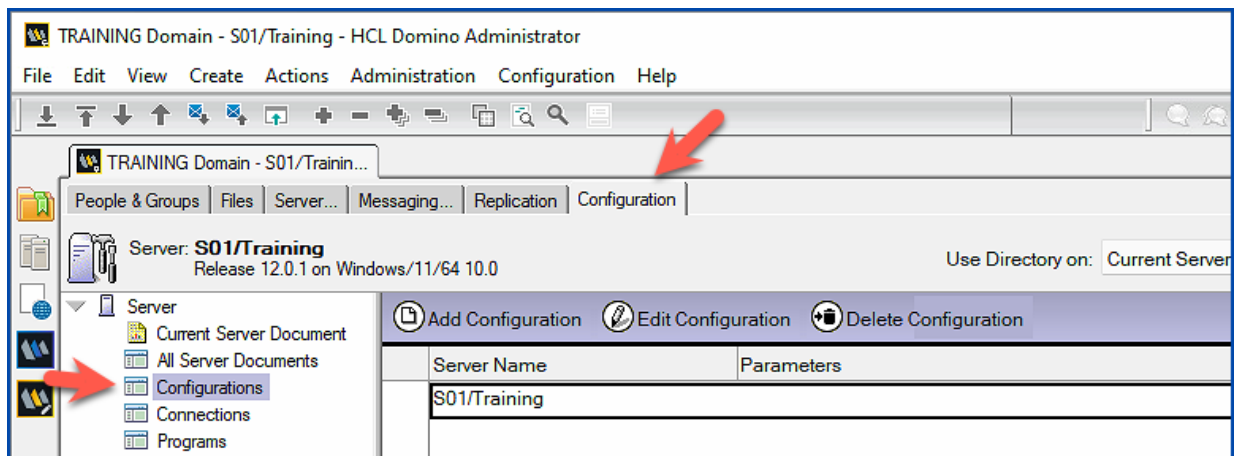 TRAINING Domain - S01/Training - HCL Domino Administrator
File Edit View Create Actions Administration Configuration Help
TRAINING Domain - S01/Trainin...
People & Groups Files Server... Messaging... Replication Configuration
Server: S01/Training
Release 12.0.1 on Windows/11/64 10.0
Use Directory on: Current Server
Server
Current Server Document
All Server Documents
Configurations
Connections
Programs
Add Configuration Edit Configuration Delete Configuration
Server Name Parameters
S01/Training